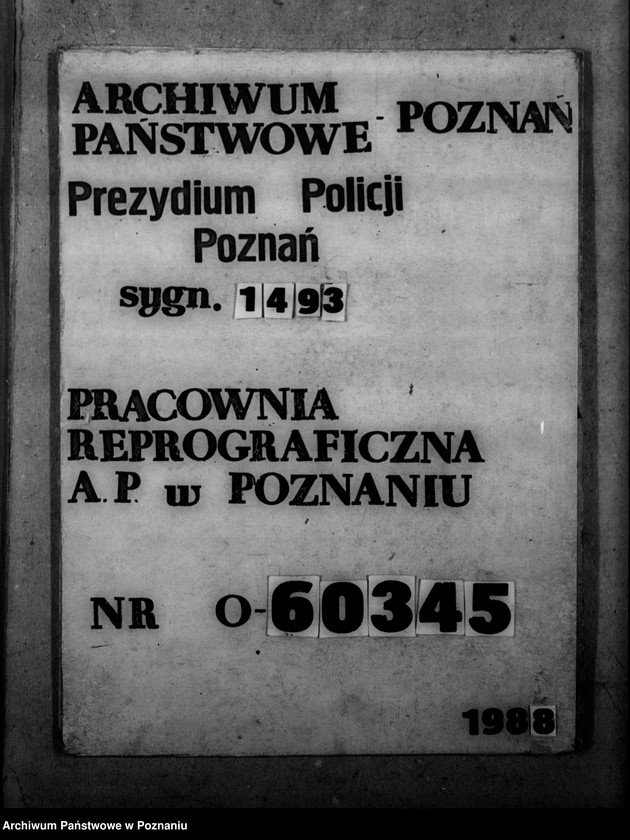 ARCHIWUM
PAŃSTWOWE - POZNAŃ
Prezydium Policji
Poznań
sygn. 1493
PRACOWNIA
REPROGRAFICZNA
A.P. w POZNANIU
NR O-60345
1988
Archiwum Państwowe w Poznaniu